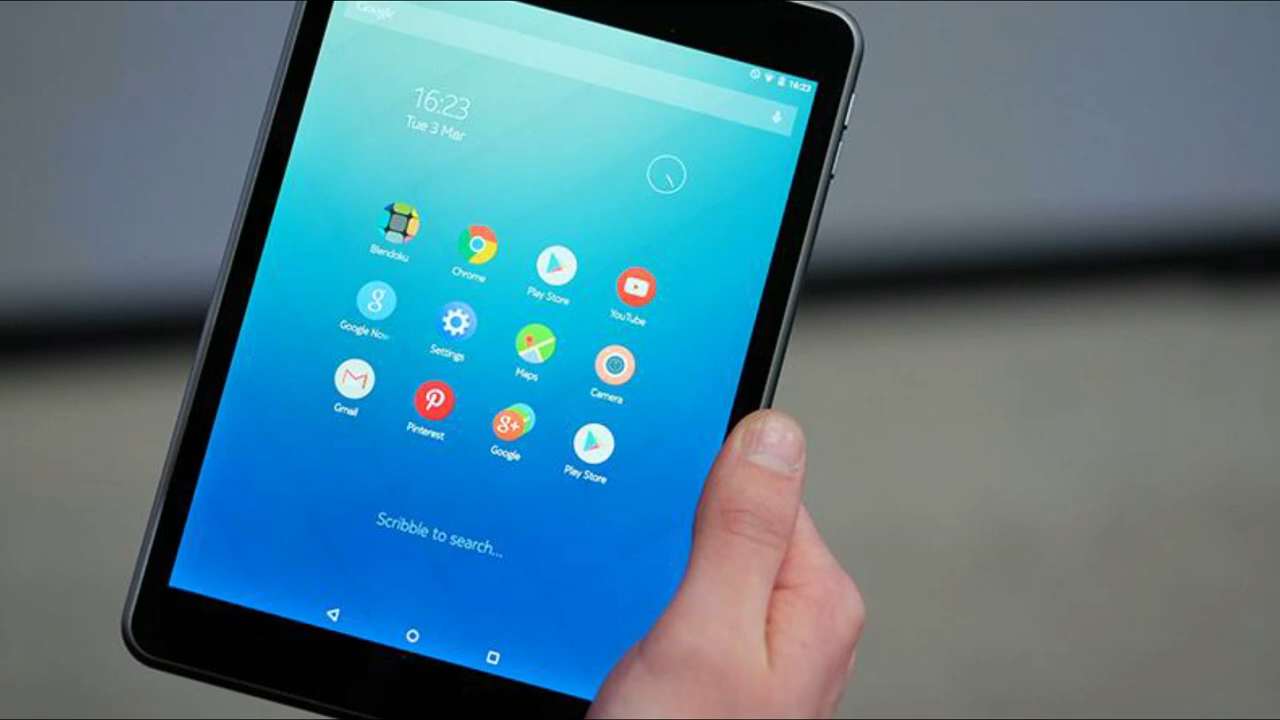 Google
16:23
16:23
Tue 3 Mar
Blendoku
Chrome
Play Store
YouTube
Google Now
Settings
Maps
Camera
Gmail
Pinterest
Google
Play Store
Scribble to search...